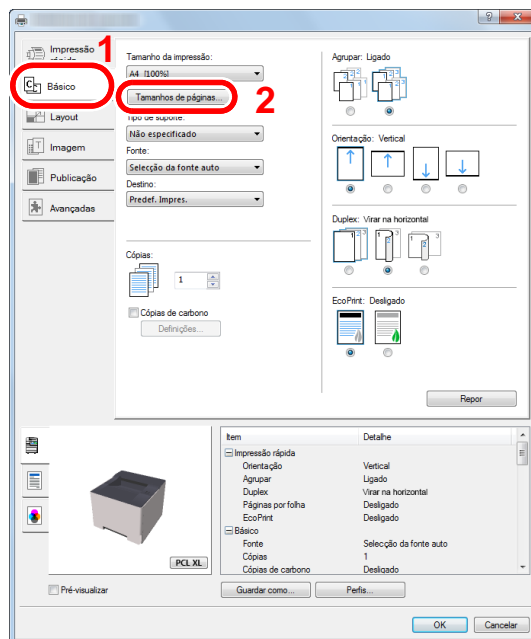 1
Impressão
rápida
Básico
Layout
Imagem
Publicação
Avançadas
Tamanho da impressão:
A4 [100%]
Tamanhos de páginas...
2
Tipo de suporte:
Não especificado
Fonte:
Selecção da fonte auto
Destino:
Predef. Impres.
Cópias:
1
Cópias de carbono
Definições...
Agrupar: Ligado
Orientação: Vertical
Duplex: Virar na horizontal
EcoPrint: Desligado
Repor
PCL XL
Pré-visualizar
Item Detalhe
Impressão rápida
Orientação Vertical
Agrupar Ligado
Duplex Virar na horizontal
Páginas por folha Desligado
EcoPrint Desligado
Básico
Fonte Selecção da fonte auto
Cópias 1
Cópias de carbono Desligado
Guardar como... Perfis...
OK Cancelar